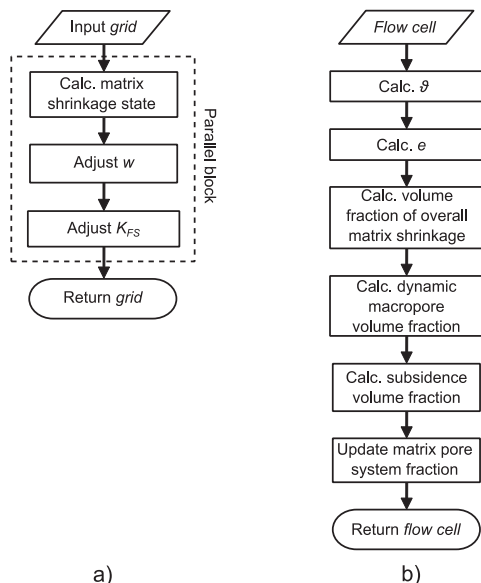 Input grid
Calc. matrix
shrinkage state
Adjust w
Adjust K_FS
Return grid
Parallel block
a)
Flow cell
Calc. ϑ
Calc. e
Calc. volume
fraction of overall
matrix shrinkage
Calc. dynamic
macropore
volume fraction
Calc. subsidence
volume fraction
Update matrix pore
system fraction
Return flow cell
b)